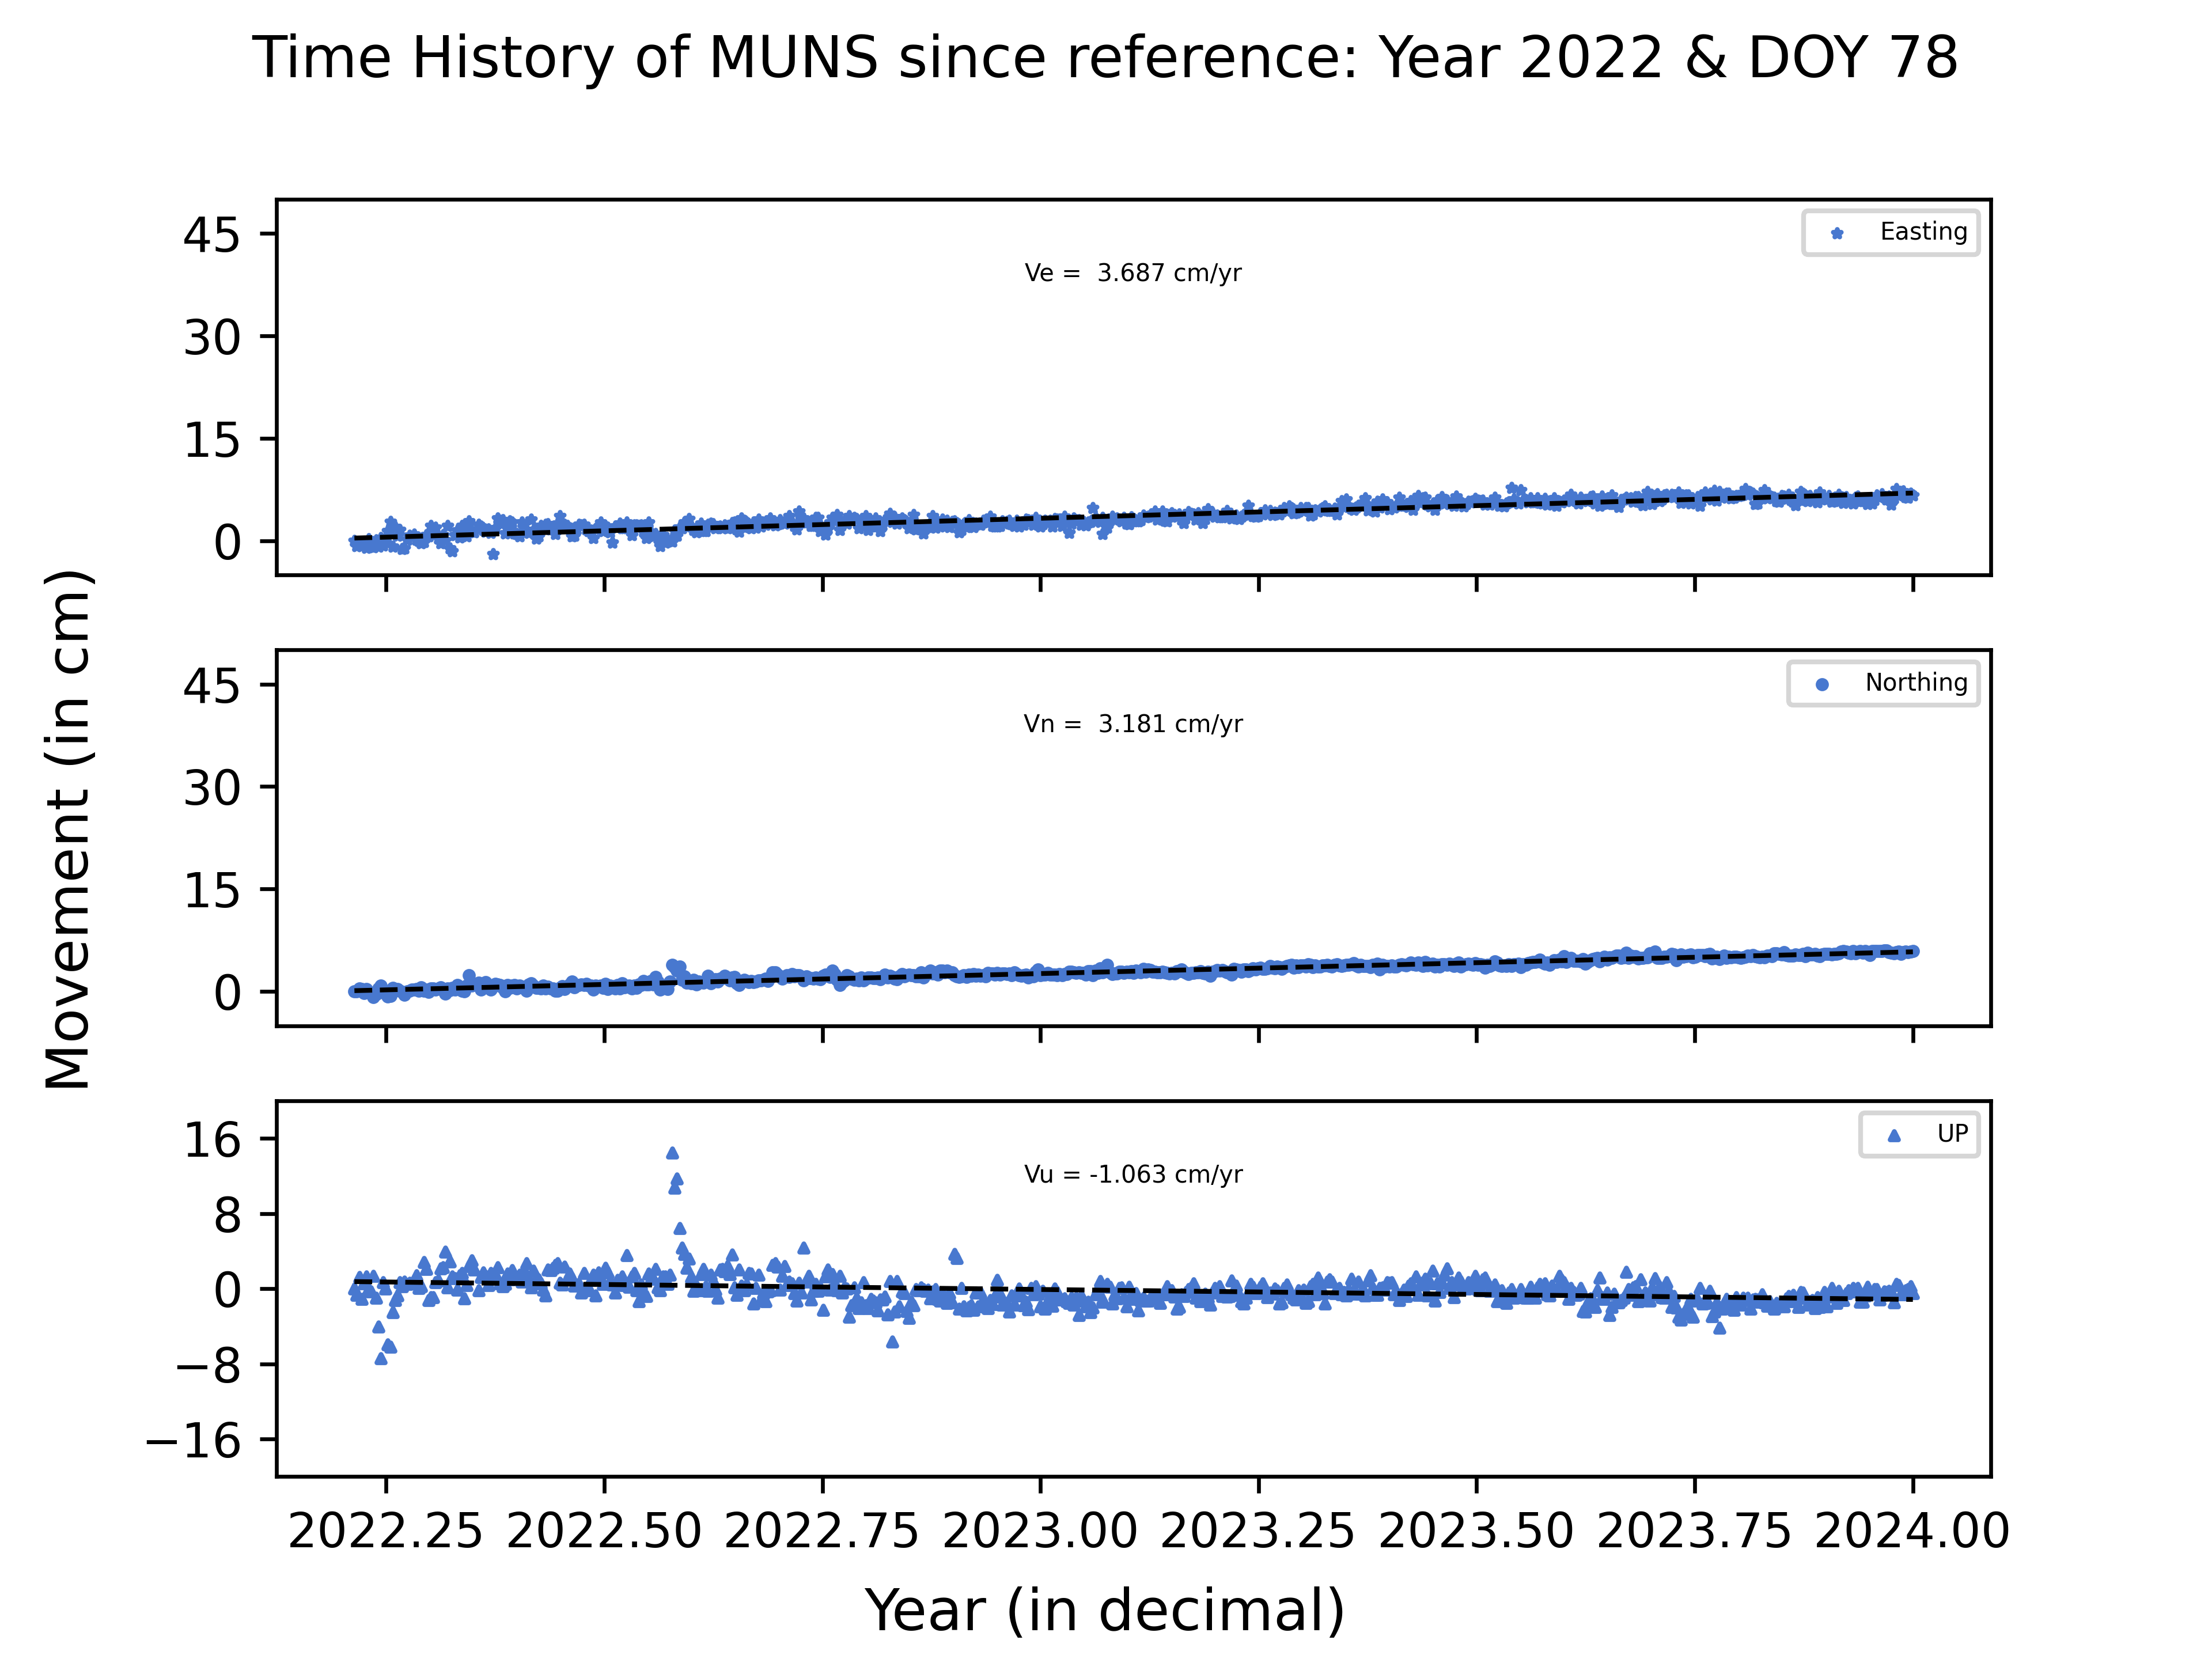 Time History of MUNS since reference: Year 2022 & DOY 78
Movement (in cm)
45
30
15
0
Ve =  3.687 cm/yr
Easting
45
30
15
0
Vn =  3.181 cm/yr
Northing
16
8
0
−8
−16
Vu = -1.063 cm/yr
UP
2022.25 2022.50 2022.75 2023.00 2023.25 2023.50 2023.75 2024.00
Year (in decimal)